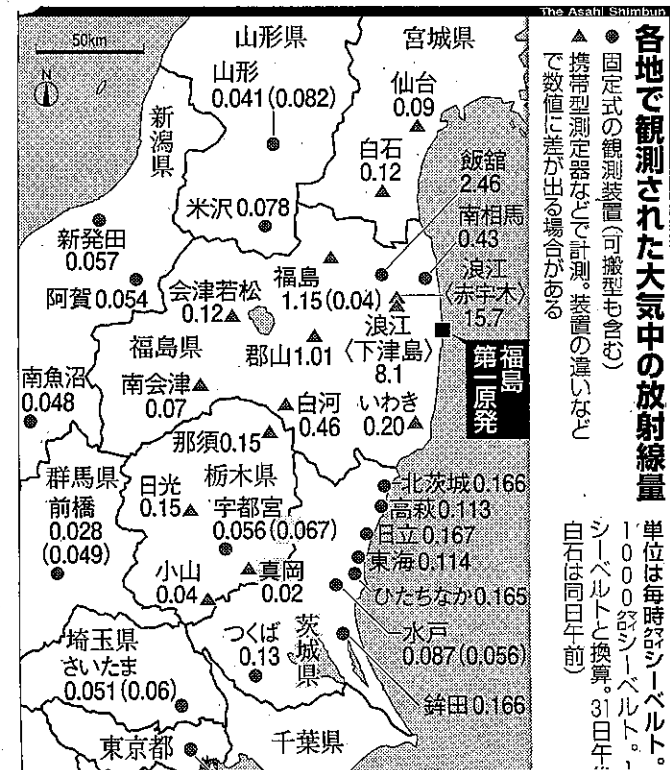 The Asahi Shimbun
各地で観測された大気中の放射線量
● 固定式の観測装置(可搬型も含む)
▲ 携帯型測定器などで計測。装置の違いなど
で数値に差が出る場合がある
単位は毎時マイクロシーベルト。
1000マイクロシーベルト。1
シーベルトと換算。31日午後
白石は同日午前)
50km
N
山形県
山形
0.041(0.082)
宮城県
仙台
0.09
新潟県
白石
0.12
飯舘
2.46
米沢0.078
南相馬
0.43
新発田
0.057
阿賀0.054
会津若松
0.12
福島
1.15(0.04)
浪江
〈赤宇木〉
15.7
福島県
郡山1.01
浪江
〈下津島〉
8.1
福島
第一原発
南魚沼
0.048
南会津
0.07
白河
0.46
いわき
0.20
那須0.15
群馬県
前橋
0.028
(0.049)
日光
0.15
栃木県
宇都宮
0.056(0.067)
北茨城0.166
高萩0.113
日立0.167
東海0.114
ひたちなか0.165
小山
0.04
真岡
0.02
水戸
0.087(0.056)
つくば
0.13
茨城県
鉾田0.166
埼玉県
さいたま
0.051(0.06)
東京都
千葉県